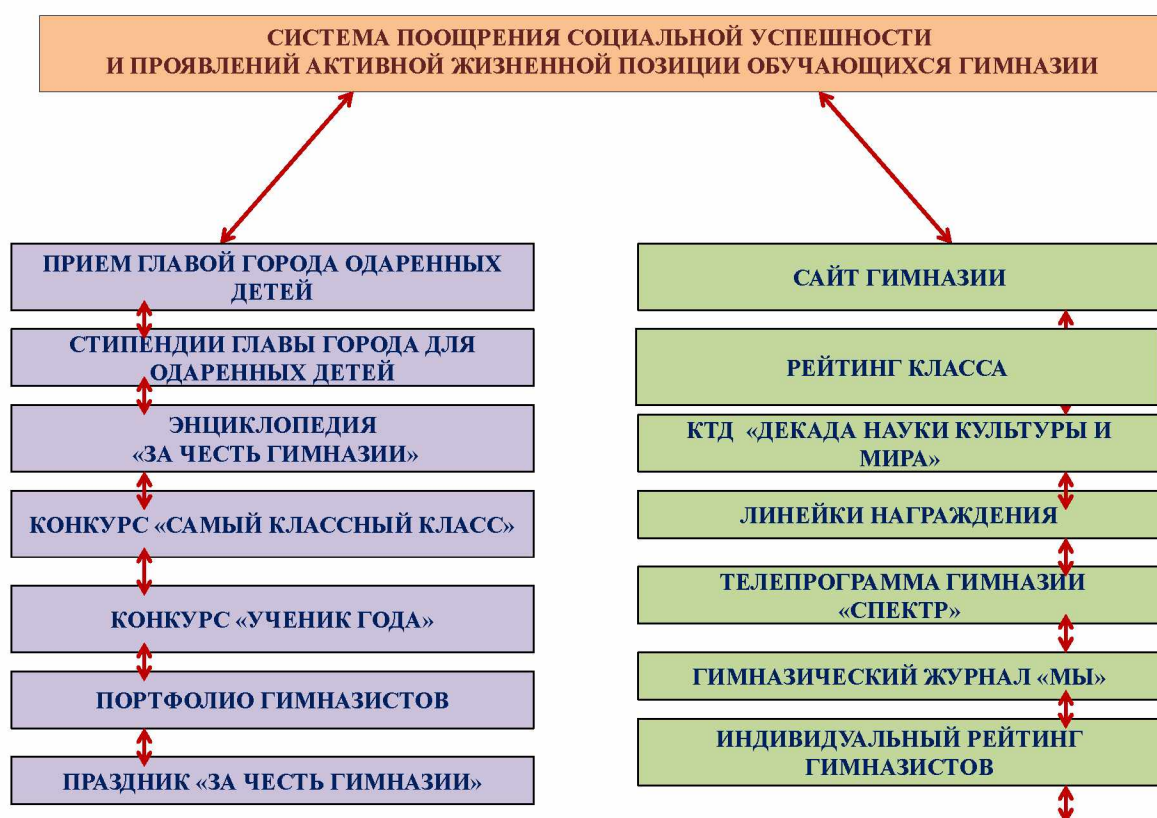 СИСТЕМА ПООЩРЕНИЯ СОЦИАЛЬНОЙ УСПЕШНОСТИ
И ПРОЯВЛЕНИЙ АКТИВНОЙ ЖИЗНЕННОЙ ПОЗИЦИИ ОБУЧАЮЩИХСЯ ГИМНАЗИИ
ПРИЕМ ГЛАВОЙ ГОРОДА ОДАРЕННЫХ
ДЕТЕЙ
СТИПЕНДИИ ГЛАВЫ ГОРОДА ДЛЯ
ОДАРЕННЫХ ДЕТЕЙ
ЭНЦИКЛОПЕДИЯ
«ЗА ЧЕСТЬ ГИМНАЗИИ»
КОНКУРС «САМЫЙ КЛАССНЫЙ КЛАСС»
КОНКУРС «УЧЕНИК ГОДА»
ПОРТФОЛИО ГИМНАЗИСТОВ
ПРАЗДНИК «ЗА ЧЕСТЬ ГИМНАЗИИ»
САЙТ ГИМНАЗИИ
РЕЙТИНГ КЛАССА
КТД «ДЕКАДА НАУКИ КУЛЬТУРЫ И
МИРА»
ЛИНЕЙКИ НАГРАЖДЕНИЯ
ТЕЛЕПРОГРАММА ГИМНАЗИИ
«СПЕКТР»
ГИМНАЗИЧЕСКИЙ ЖУРНАЛ «МЫ»
ИНДИВИДУАЛЬНЫЙ РЕЙТИНГ
ГИМНАЗИСТОВ